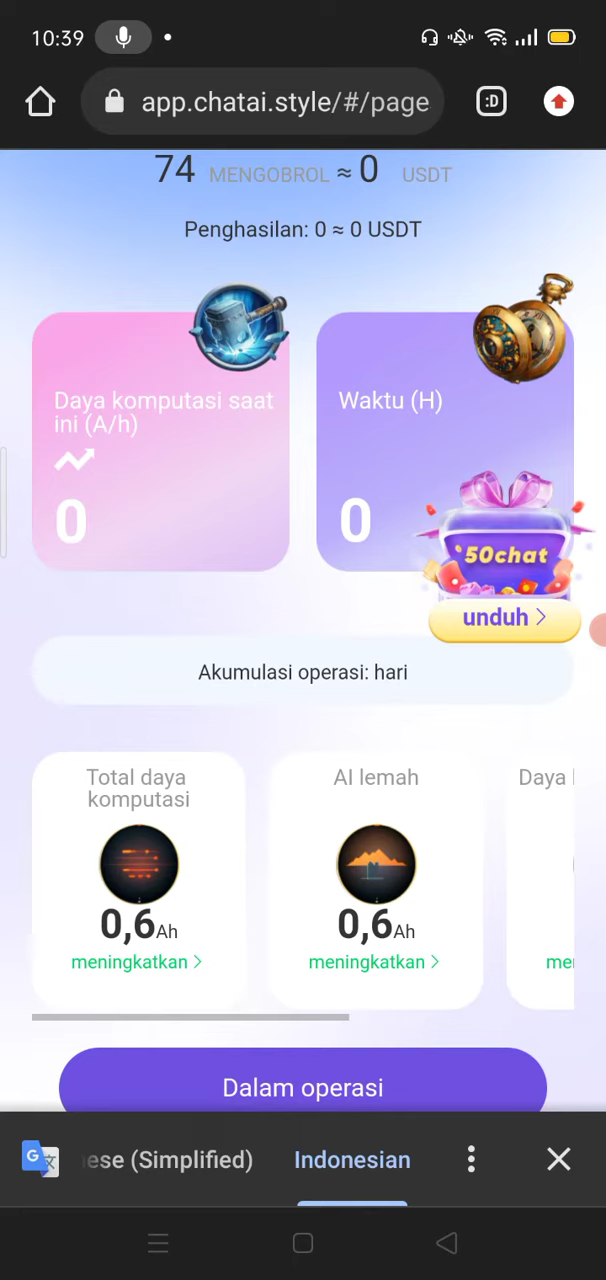 10:39
app.chatai.style/#/page
:D
74 MENGOBROL ≈ 0 USDT
Penghasilan: 0 ≈ 0 USDT
Daya komputasi saat
ini (A/h)
0
Waktu (H)
0
50chat
unduh
Akumulasi operasi: hari
Total daya
komputasi
0,6Ah
meningkatkan
AI lemah
0,6Ah
meningkatkan
Daya
Dalam operasi
(Simplified)
Indonesian